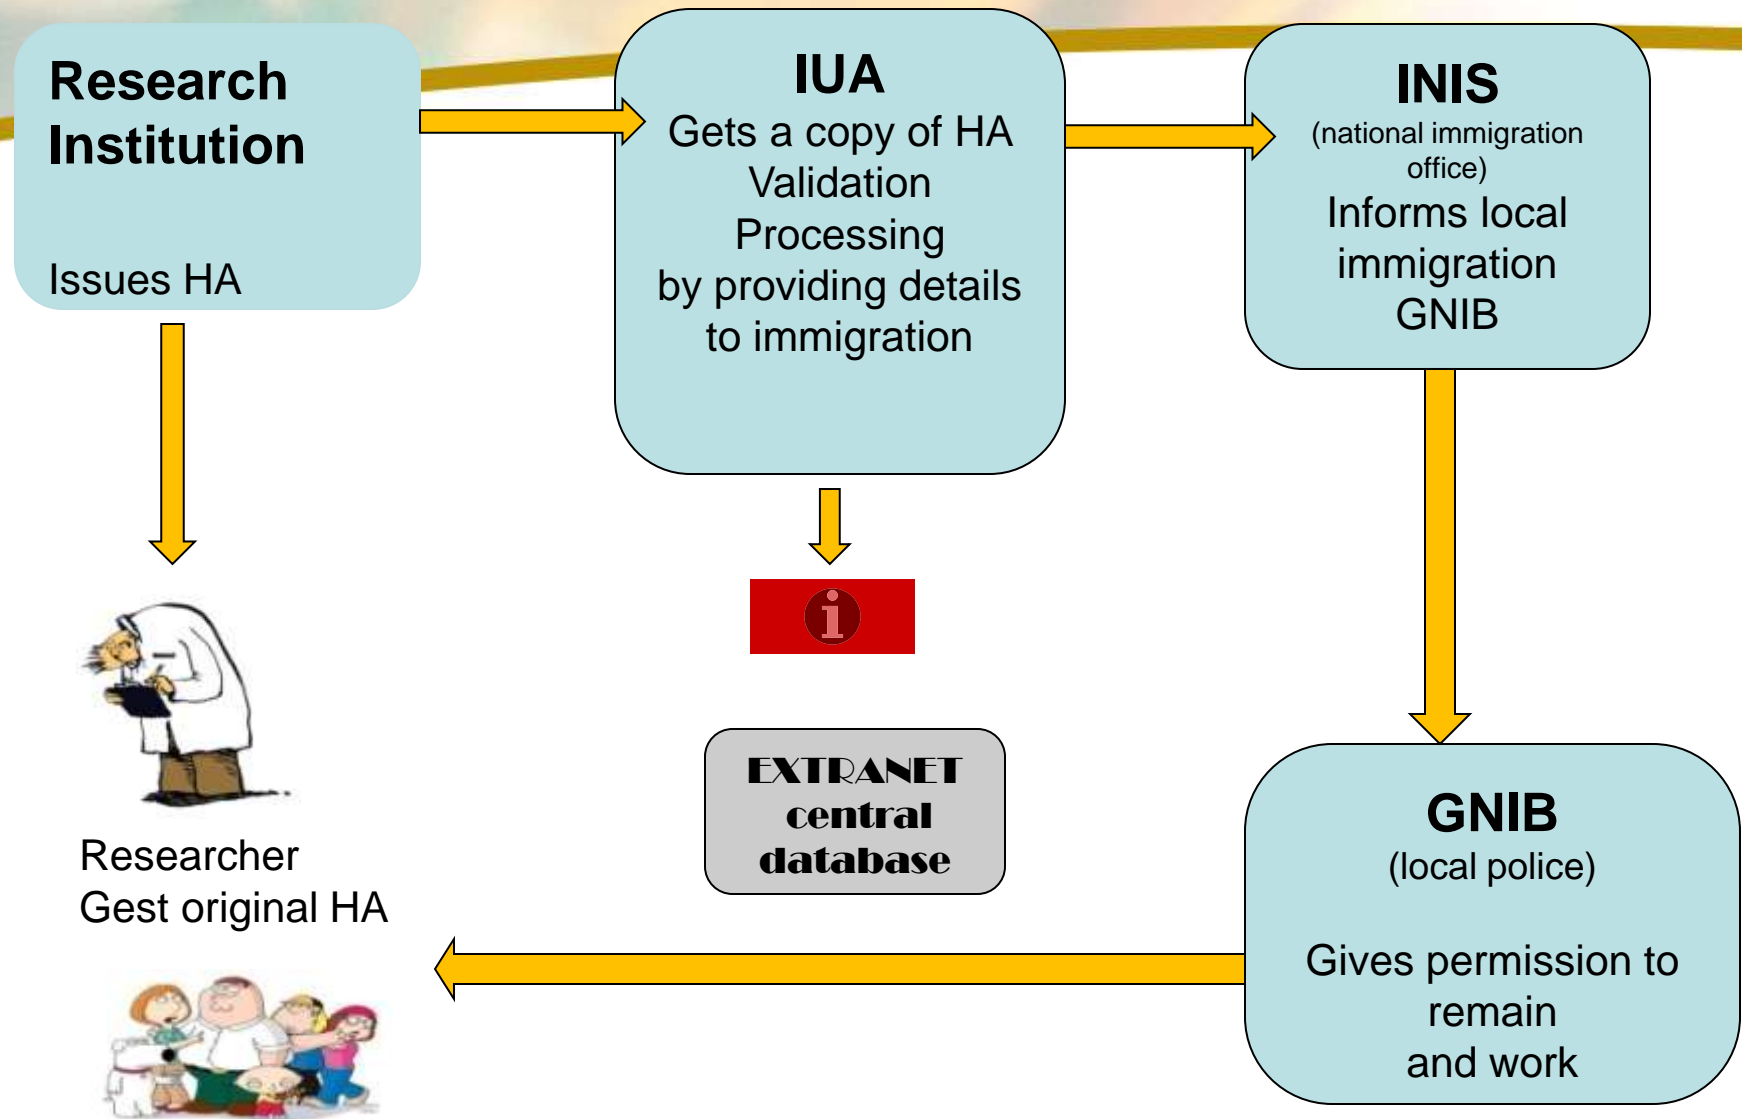 Research
Institution
Issues HA
IUA
Gets a copy of HA
Validation
Processing
by providing details
to immigration
INIS
(national immigration
office)
Informs local
immigration
GNIB
i
EXTRANET
central
database
Researcher
Gest original HA
GNIB
(local police)
Gives permission to
remain
and work